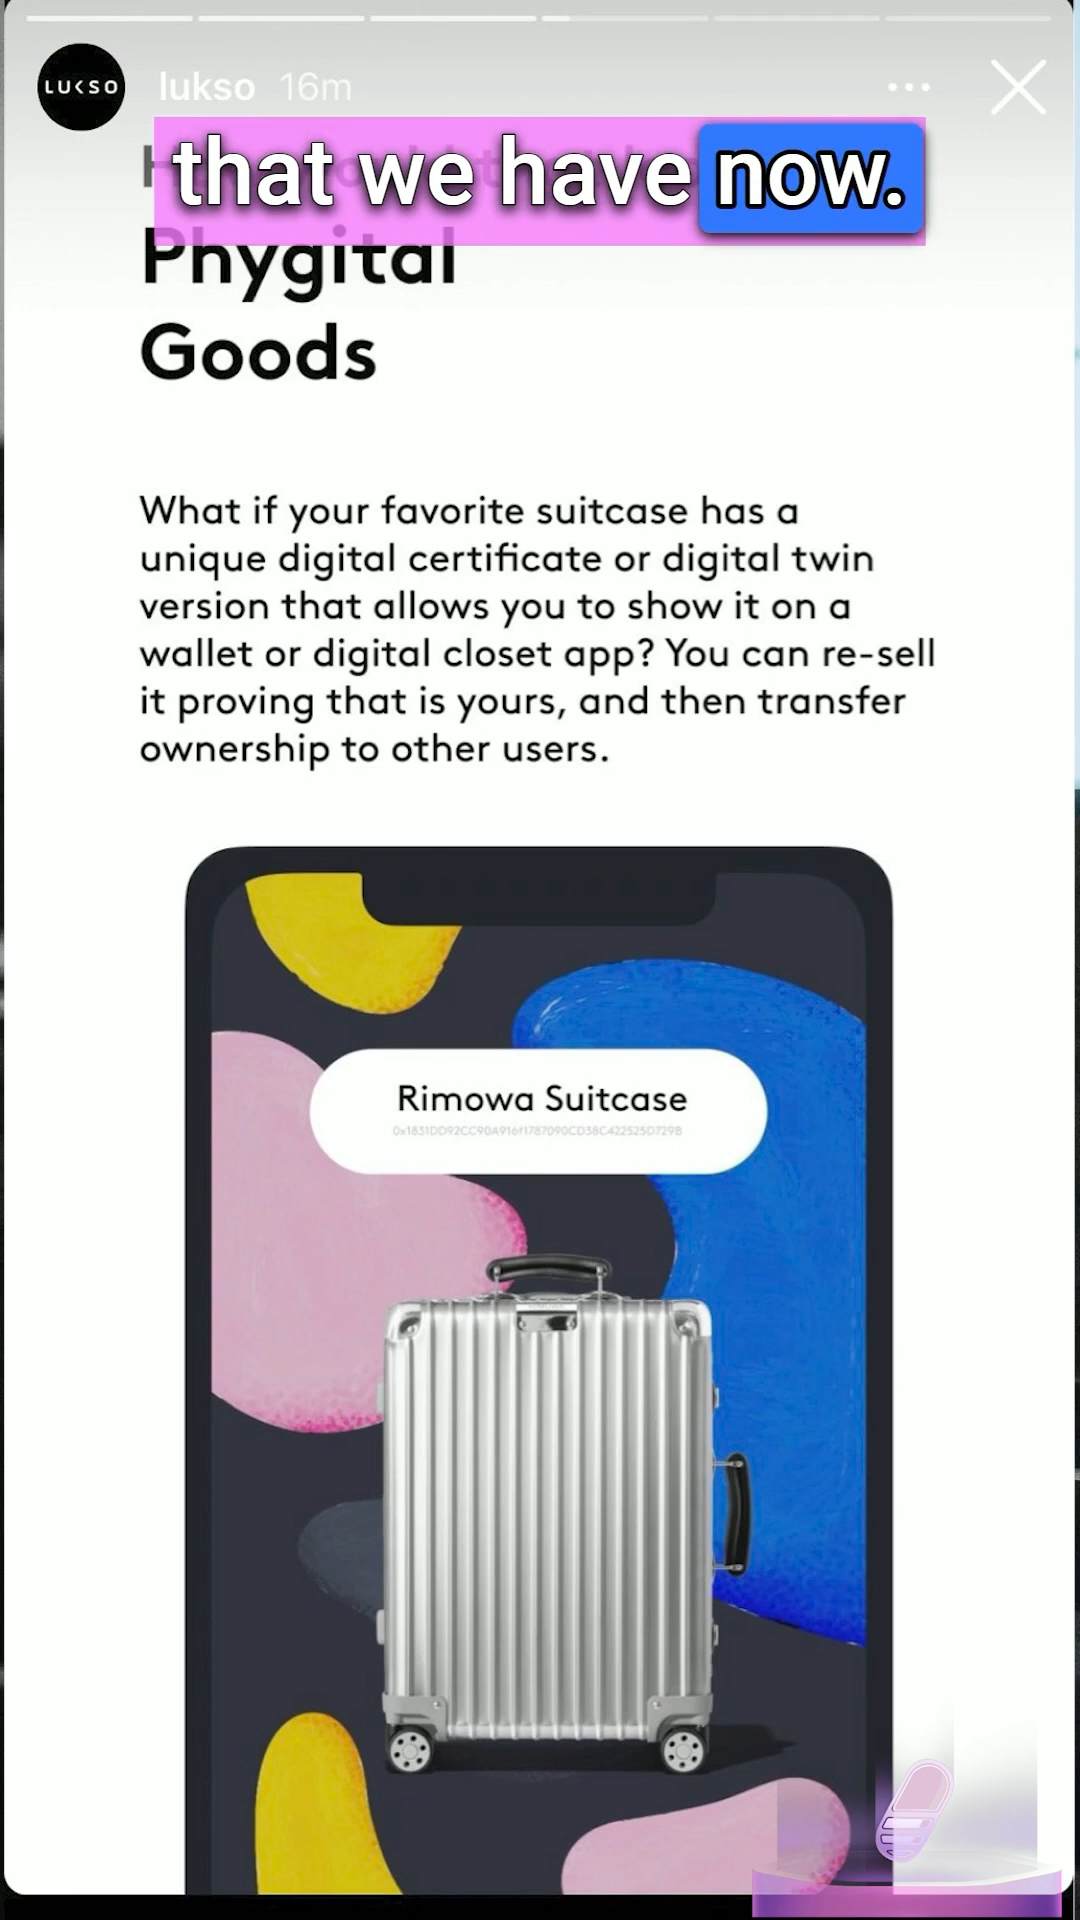 LUKSO
lukso 16m
that we have now.
Phygital
Goods
What if your favorite suitcase has a
unique digital certificate or digital twin
version that allows you to show it on a
wallet or digital closet app? You can re-sell
it proving that is yours, and then transfer
ownership to other users.
Rimowa Suitcase